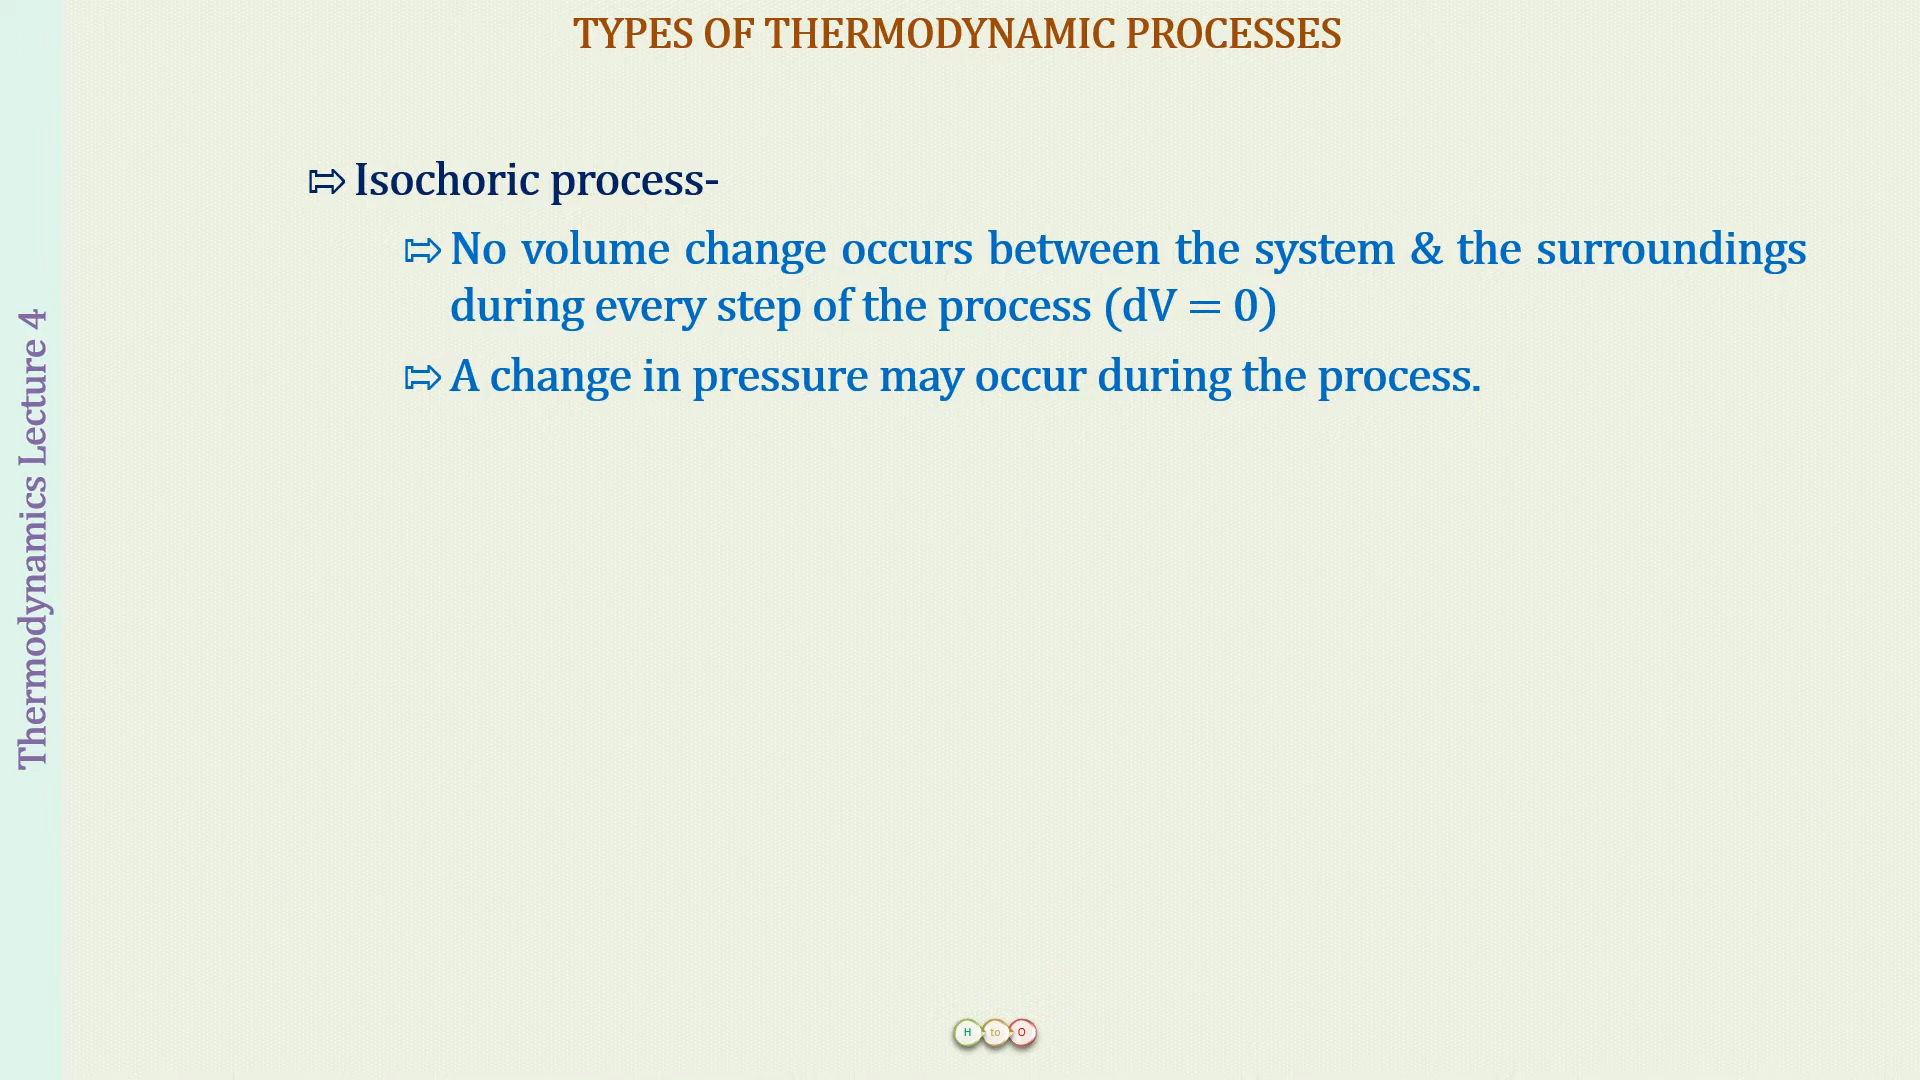 TYPES OF THERMODYNAMIC PROCESSES
⇰ Isochoric process-
⇰ No volume change occurs between the system & the surroundings
during every step of the process (dV = 0)
⇰ A change in pressure may occur during the process.
Thermodynamics Lecture 4
H to O